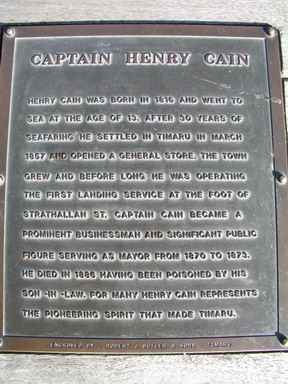 CAPTAIN HENRY CAIN
HENRY CAIN WAS BORN IN 1816 AND WENT TO
SEA AT THE AGE OF 13. AFTER 30 YEARS OF
SEAFARING HE SETTLED IN TIMARU IN MARCH
1857 AND OPENED A GENERAL STORE. THE TOWN
GREW AND BEFORE LONG HE WAS OPERATING
THE FIRST LANDING SERVICE AT THE FOOT OF
STRATHALLAN ST. CAPTAIN CAIN BECAME A
PROMINENT BUSINESSMAN AND SIGNIFICANT PUBLIC
FIGURE SERVING AS MAYOR FROM 1870 TO 1873.
HE DIED IN 1886 HAVING BEEN POISONED BY HIS
SON -IN -LAW. FOR MANY HENRY CAIN REPRESENTS
THE PIONEERING SPIRIT THAT MADE TIMARU.
ENGRAVED BY ROBERT J BUTLER & SONS - TIMARU